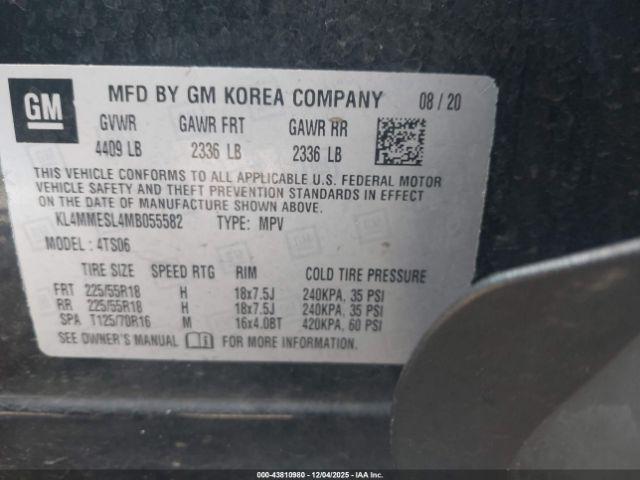 GM
MFD BY GM KOREA COMPANY 08 / 20
GVWR GAWR FRT GAWR RR
4409 LB 2336 LB 2336 LB
THIS VEHICLE CONFORMS TO ALL APPLICABLE U.S. FEDERAL MOTOR
VEHICLE SAFETY AND THEFT PREVENTION STANDARDS IN EFFECT
ON THE DATE OF MANUFACTURE SHOWN ABOVE.
KL4MMESL4MB055582 TYPE: MPV
MODEL: 4TS06
TIRE SIZE SPEED RTG RIM COLD TIRE PRESSURE
FRT 225/55R18 H 18x7.5J 240KPA, 35 PSI
RR 225/55R18 H 18x7.5J 240KPA, 35 PSI
SPA T125/70R16 M 16x4.0BT 420KPA, 60 PSI
SEE OWNER'S MANUAL FOR MORE INFORMATION
000-43810980 - 12/04/2025 - IAA Inc.